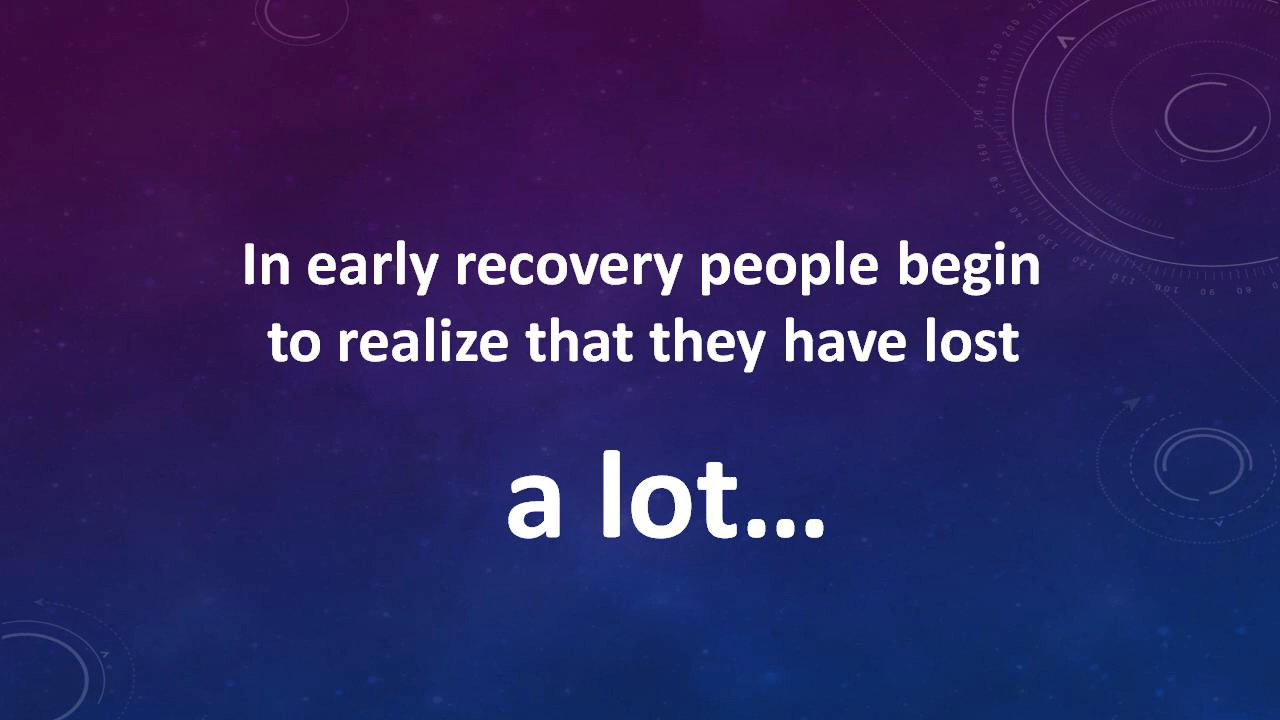 In early recovery people begin
to realize that they have lost
a lot...